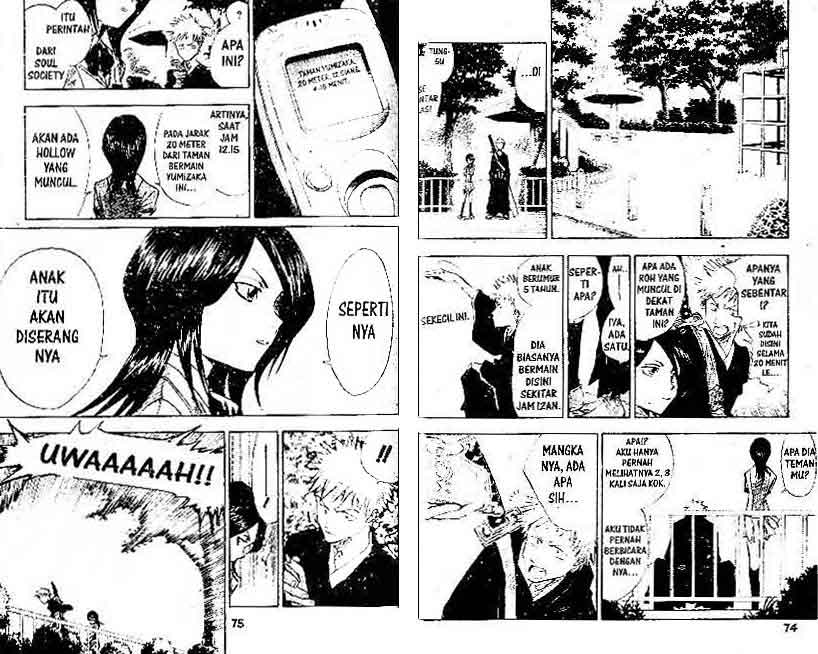 ...DI
TUNG-
SU
APANYA
YANG
SEBENTAR
!?
KITA
SUDAH
DISINI
SELAMA
20 MENIT
LE....
APA ADA
ROH YANG
MUNCUL DI
DEKAT
TAMAN
INI?
AH..
IYA,
ADA
SATU.
SEPER-
TI
APA?
ANAK
BERUMUR
5 TAHUN.
DIA
BIASANYA
BERMAIN
DISINI
SEKITAR
JAM 12AN.
SEKECIL INI.
APA DIA
TEMAN
MU?
APA!?
AKU HANYA
PERNAH
MELIHATNYA 2, 3
KALI SAJA KOK.
AKU TIDAK
PERNAH
BERBICARA
DENGAN
NYA...
MANGKA
NYA, ADA
APA
SIH...
74
TAMAN YUMIZAKA.
20 METER. 12 SIANG.
± 15 MENIT.
?
APA
INI?
ITU
PERINTAH
DARI
SOUL
SOCIETY
ARTINYA,
SAAT
JAM
12.15
PADA JARAK
20 METER
DARI TAMAN
BERMAIN
YUMIZAKA
INI...
AKAN ADA
HOLLOW
YANG
MUNCUL.
SEPERTI
NYA
ANAK
ITU
AKAN
DISERANG
NYA
!!
!
UWAAAAAH!!
75